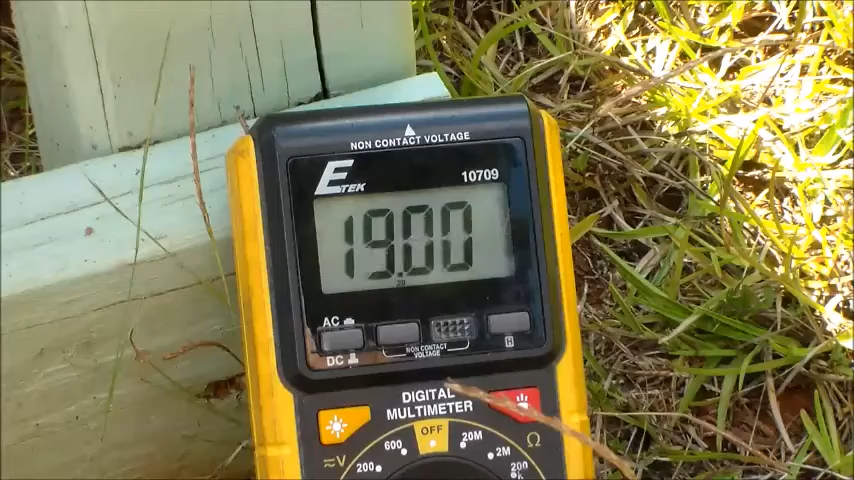 NON CONTACT VOLTAGE
ETEK 10709
19.00
20
AC
DC
NON CONTACT
VOLTAGE
H
DIGITAL
MULTIMETER
OFF
600 20M
≂V 200 2M Ω
200
K